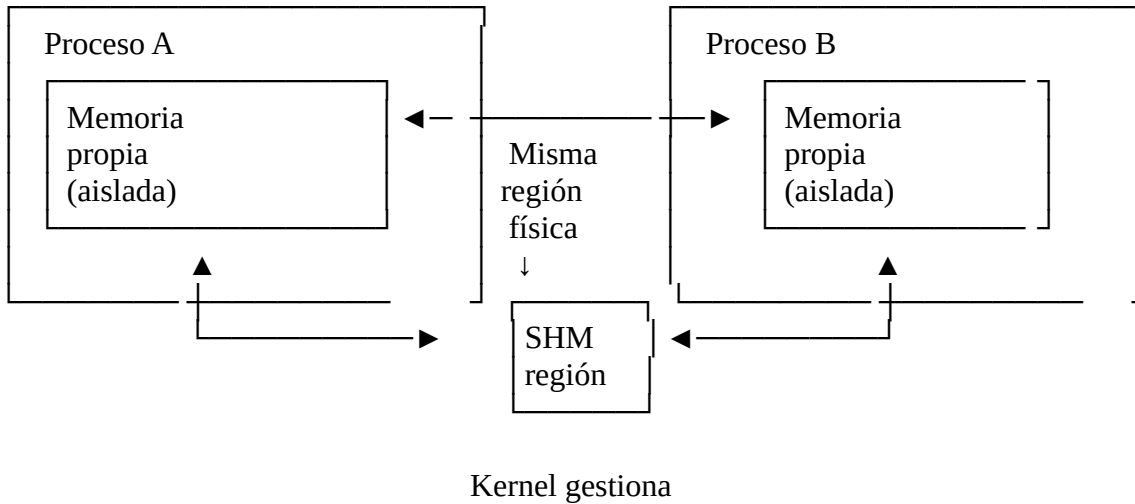 Proceso A
Proceso B
Memoria
propia
(aislada)
Misma
región
física
↓
Memoria
propia
(aislada)
SHM
región
Kernel gestiona